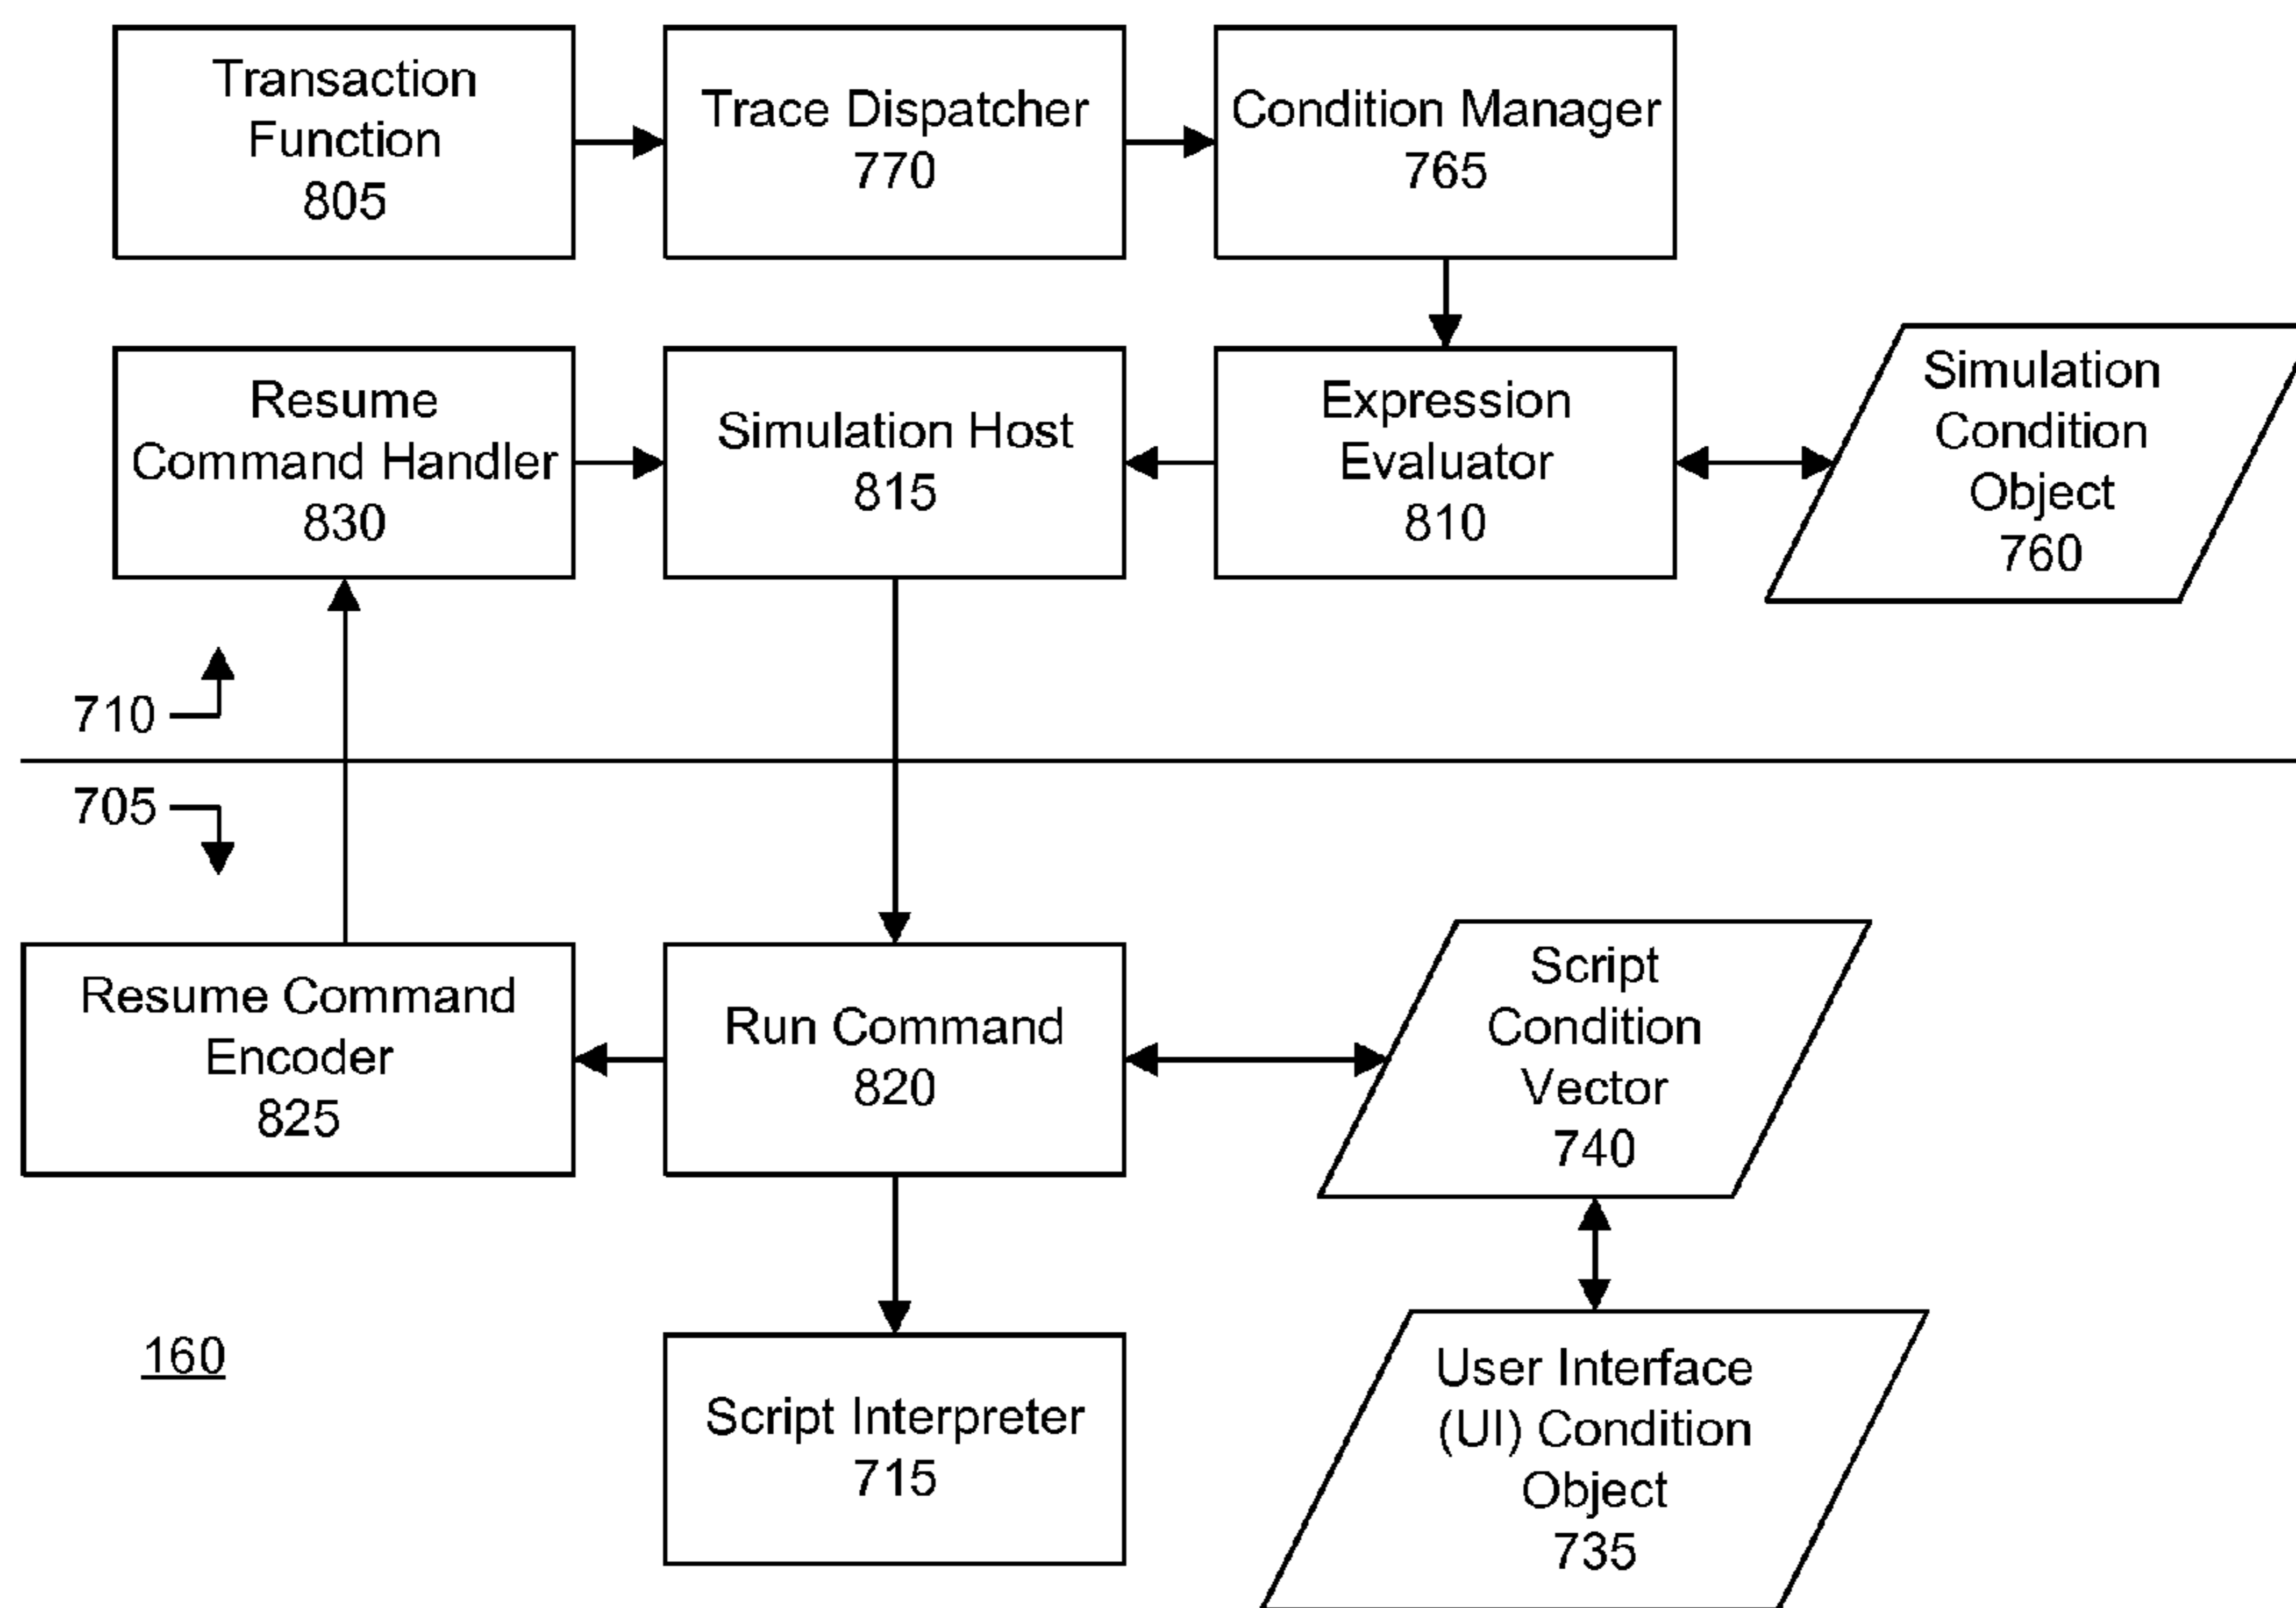 Transaction
Function
805
Trace Dispatcher
770
Condition Manager
765
Resume
Command Handler
830
Simulation Host
815
Expression
Evaluator
810
Simulation
Condition
Object
760
710
705
Resume Command
Encoder
825
Run Command
820
Script
Condition
Vector
740
160
Script Interpreter
715
User Interface
(UI) Condition
Object
735